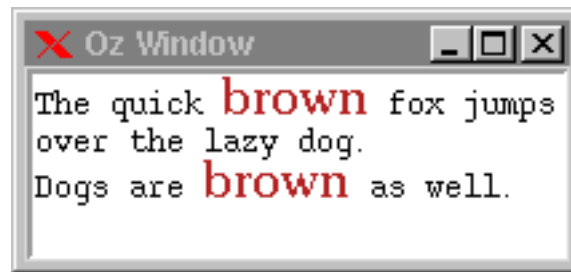 Oz Window
The quick brown fox jumps
over the lazy dog.
Dogs are brown as well.